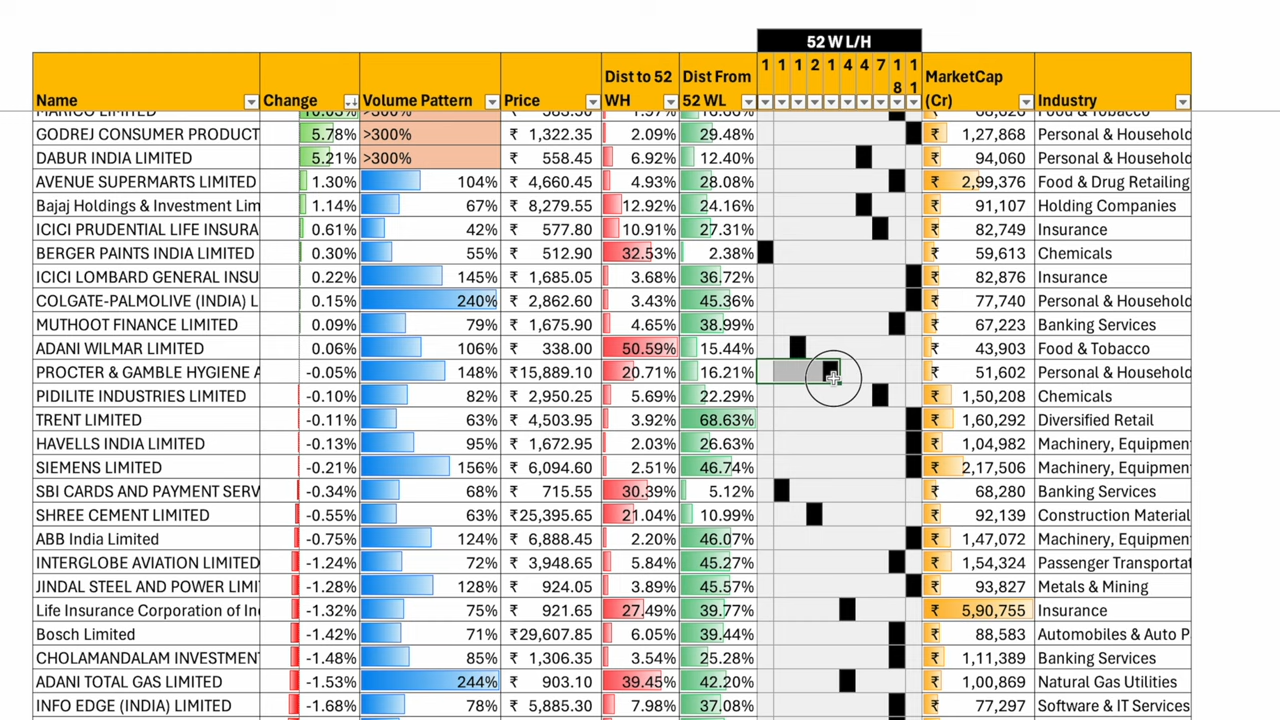 52 W L/H
Name Change Volume Pattern Price Dist to 52 WH Dist From 52 WL 1 1 1 2 1 4 4 7 18 11 MarketCap (Cr) Industry
GODREJ CONSUMER PRODUCT 5.78% >300% ₹ 1,322.35 2.09% 29.48% ₹ 1,27,868 Personal & Household
DABUR INDIA LIMITED 5.21% >300% ₹ 558.45 6.92% 12.40% ₹ 94,060 Personal & Household
AVENUE SUPERMARTS LIMITED 1.30% 104% ₹ 4,660.45 4.93% 28.08% ₹ 2,99,376 Food & Drug Retailing
Bajaj Holdings & Investment Lim 1.14% 67% ₹ 8,279.55 12.92% 24.16% ₹ 91,107 Holding Companies
ICICI PRUDENTIAL LIFE INSURA 0.61% 42% ₹ 577.80 10.91% 27.31% ₹ 82,749 Insurance
BERGER PAINTS INDIA LIMITED 0.30% 55% ₹ 512.90 32.53% 2.38% ₹ 59,613 Chemicals
ICICI LOMBARD GENERAL INSU 0.22% 145% ₹ 1,685.05 3.68% 36.72% ₹ 82,876 Insurance
COLGATE-PALMOLIVE (INDIA) L 0.15% 240% ₹ 2,862.60 3.43% 45.36% ₹ 77,740 Personal & Household
MUTHOOT FINANCE LIMITED 0.09% 79% ₹ 1,675.90 4.65% 38.99% ₹ 67,223 Banking Services
ADANI WILMAR LIMITED 0.06% 106% ₹ 338.00 50.59% 15.44% ₹ 43,903 Food & Tobacco
PROCTER & GAMBLE HYGIENE A -0.05% 148% ₹15,889.10 20.71% 16.21% ₹ 51,602 Personal & Household
PIDILITE INDUSTRIES LIMITED -0.10% 82% ₹ 2,950.25 5.69% 22.29% ₹ 1,50,208 Chemicals
TRENT LIMITED -0.11% 63% ₹ 4,503.95 3.92% 68.63% ₹ 1,60,292 Diversified Retail
HAVELLS INDIA LIMITED -0.13% 95% ₹ 1,672.95 2.03% 26.63% ₹ 1,04,982 Machinery, Equipment
SIEMENS LIMITED -0.21% 156% ₹ 6,094.60 2.51% 46.74% ₹ 2,17,506 Machinery, Equipment
SBI CARDS AND PAYMENT SERV -0.34% 68% ₹ 715.55 30.39% 5.12% ₹ 68,280 Banking Services
SHREE CEMENT LIMITED -0.55% 63% ₹25,395.65 21.04% 10.99% ₹ 92,139 Construction Material
ABB India Limited -0.75% 124% ₹ 6,888.45 2.20% 46.07% ₹ 1,47,072 Machinery, Equipment
INTERGLOBE AVIATION LIMITED -1.24% 72% ₹ 3,948.65 5.84% 45.27% ₹ 1,54,324 Passenger Transportat
JINDAL STEEL AND POWER LIMI -1.28% 128% ₹ 924.05 3.89% 45.57% ₹ 93,827 Metals & Mining
Life Insurance Corporation of In -1.32% 75% ₹ 921.65 27.49% 39.77% ₹ 5,90,755 Insurance
Bosch Limited -1.42% 71% ₹29,607.85 6.05% 39.44% ₹ 88,583 Automobiles & Auto P
CHOLAMANDALAM INVESTMENT -1.48% 85% ₹ 1,306.35 3.54% 25.28% ₹ 1,11,389 Banking Services
ADANI TOTAL GAS LIMITED -1.53% 244% ₹ 903.10 39.45% 42.20% ₹ 1,00,869 Natural Gas Utilities
INFO EDGE (INDIA) LIMITED -1.68% 78% ₹ 5,885.30 7.98% 37.08% ₹ 77,297 Software & IT Services